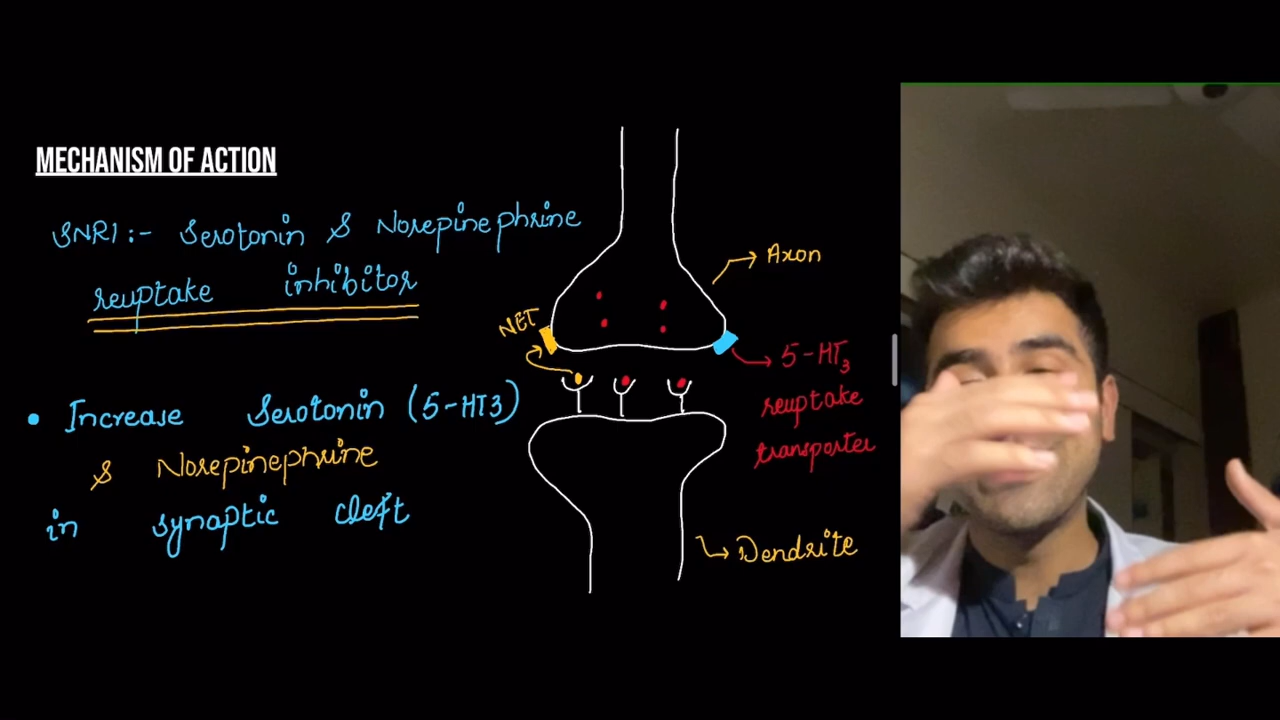 MECHANISM OF ACTION
SNRI:- Serotonin & Norepinephrine
reuptake inhibitor
• Increase Serotonin (5-HT3)
& Norepinephrine
in synaptic cleft
Axon
NET
5-HT3
reuptake
transporter
Dendrite